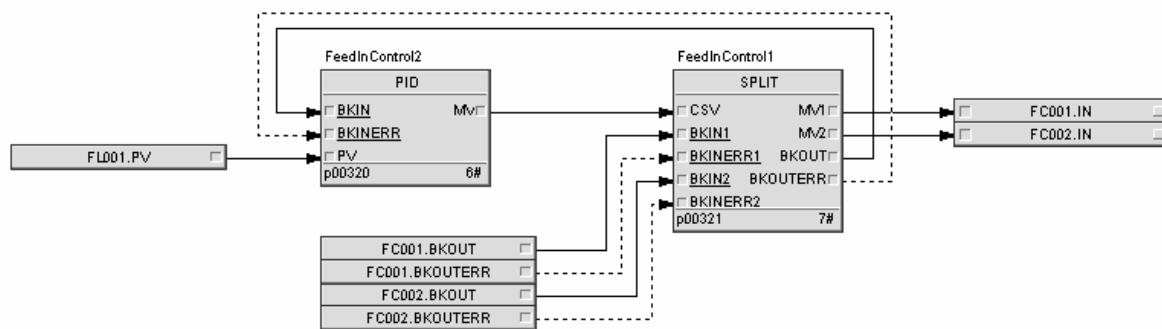 FeedInControl2
PID
BKIN MV
BKINERR
PV
p00320 6#
FL001.PV
FeedInControl1
SPLIT
CSV MV1
BKIN1 MV2
BKINERR1 BKOUT
BKIN2 BKOUTERR
BKINERR2
p00321 7#
FC001.IN
FC002.IN
FC001.BKOUT
FC001.BKOUTERR
FC002.BKOUT
FC002.BKOUTERR